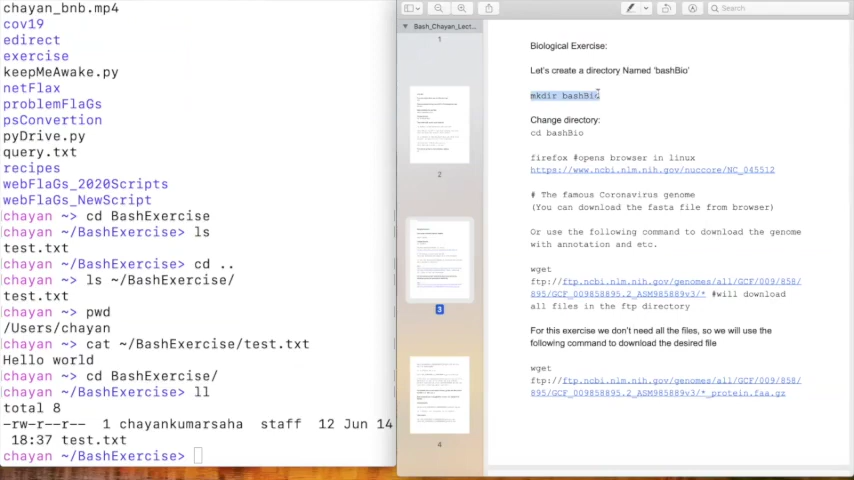 chayan_bnb.mp4
cov19
edirect
exercise
keepMeAwake.py
netFlax
problemFlaGs
psConvertion
pyDrive.py
query.txt
recipes
webFlaGs_2020Scripts
webFlaGs_NewScript
chayan ~> cd BashExercise
chayan ~/BashExercise> ls
test.txt
chayan ~/BashExercise> cd ..
chayan ~> ls ~/BashExercise/
test.txt
chayan ~> pwd
/Users/chayan
chayan ~> cat ~/BashExercise/test.txt
Hello world
chayan ~> cd BashExercise/
chayan ~/BashExercise> ll
total 8
-rw-r--r--  1 chayankumarsaha  staff  12 Jun 14
 18:37 test.txt
chayan ~/BashExercise>
Search
Bash_Chayan_Lect...
1
2
3
4
Biological Exercise:
Let's create a directory Named 'bashBio'
mkdir bashBio
Change directory:
cd bashBio
firefox #opens browser in linux
https://www.ncbi.nlm.nih.gov/nuccore/NC_045512
# The famous Coronavirus genome
(You can download the fasta file from browser)
Or use the following command to download the genome
with annotation and etc.
wget
ftp://ftp.ncbi.nlm.nih.gov/genomes/all/GCF/009/858/
895/GCF_009858895.2_ASM985889v3/* #will download
all files in the ftp directory
For this exercise we don't need all the files, so we will use the
following command to download the desired file
wget
ftp://ftp.ncbi.nlm.nih.gov/genomes/all/GCF/009/858/
895/GCF_009858895.2_ASM985889v3/*_protein.faa.gz